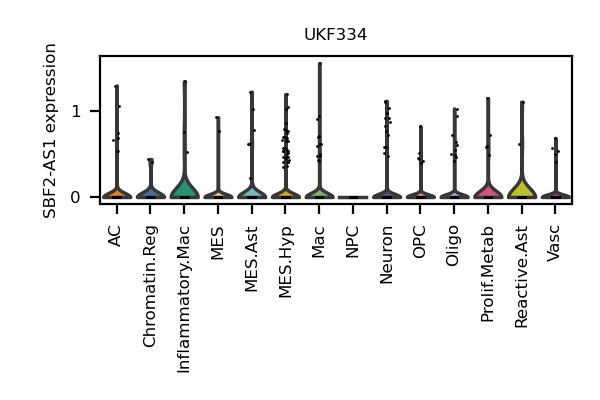 UKF334
SBF2-AS1 expression
1
0
AC
Chromatin.Reg
Inflammatory.Mac
MES
MES.Ast
MES.Hyp
Mac
NPC
Neuron
OPC
Oligo
Prolif.Metab
Reactive.Ast
Vasc